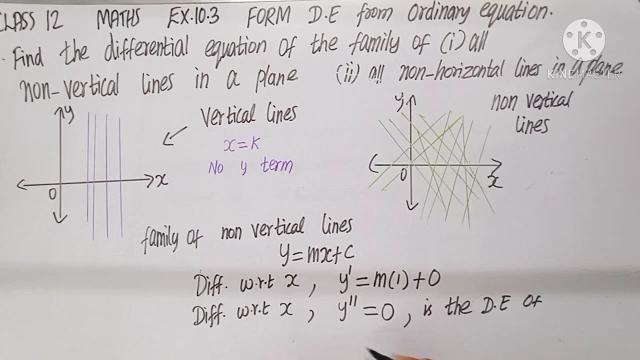 CLASS 12 MATHS EX.10.3 FORM D.E from Ordinary equation.
. Find the differential equation of the family of (i) all
non-vertical lines in a plane (ii) all non-horizontal lines in a plane
y
Vertical lines
x=K
No y term
O
x
y
non vertical
lines
O
x
family of non vertical lines
y=mx+c
Diff. w.r.t x, y'=m(1)+0
Diff. w.r.t x, y''=0, is the D.E of